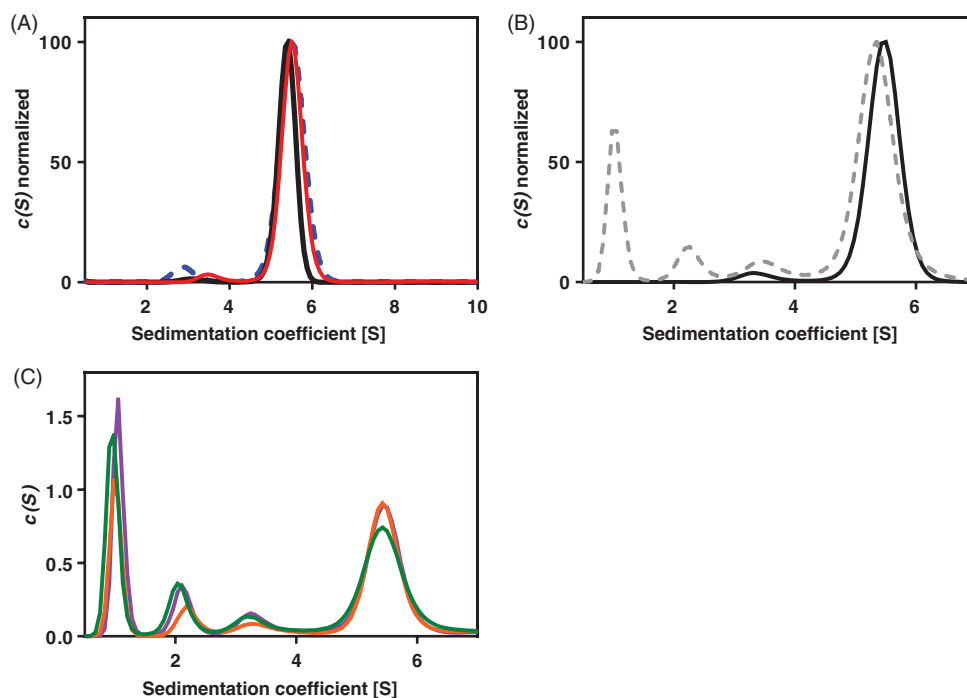 (A)
100
50
0
c(S) normalized
2 4 6 8 10
Sedimentation coefficient [S]
(B)
100
50
0
c(S) normalized
2 4 6
Sedimentation coefficient [S]
(C)
1.5
1.0
0.5
0.0
c(S)
2 4 6
Sedimentation coefficient [S]